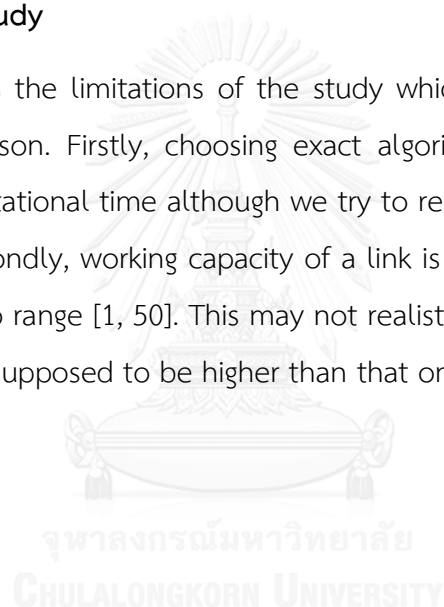 udy
the limitations of the study whic
son. Firstly, choosing exact algori
tational time although we try to re
ondly, working capacity of a link is
o range [1, 50]. This may not realist
supposed to be higher than that or
จุฬาลงกรณ์มหาวิทยาลัย
CHULALONGKORN UNIVERSITY